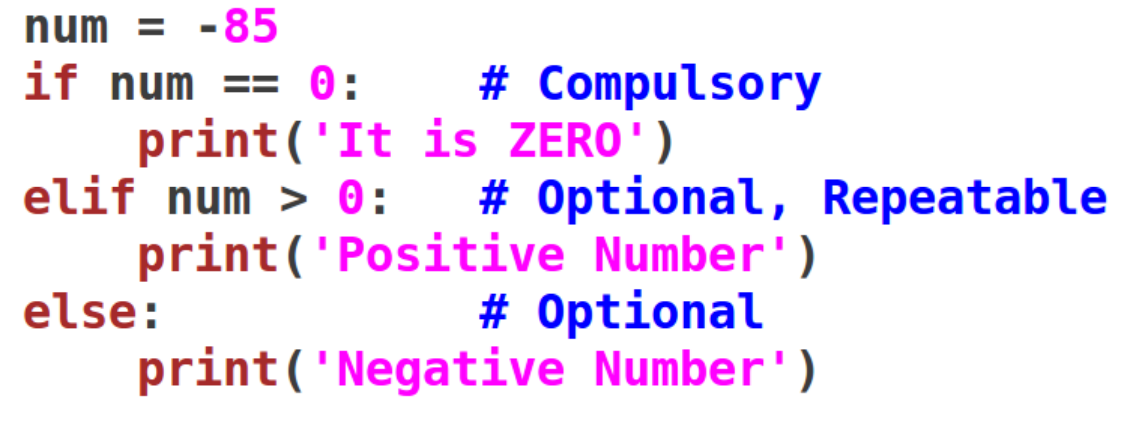 num = -85
if num == 0:    # Compulsory
    print('It is ZERO')
elif num > 0:   # Optional, Repeatable
    print('Positive Number')
else:           # Optional
    print('Negative Number')